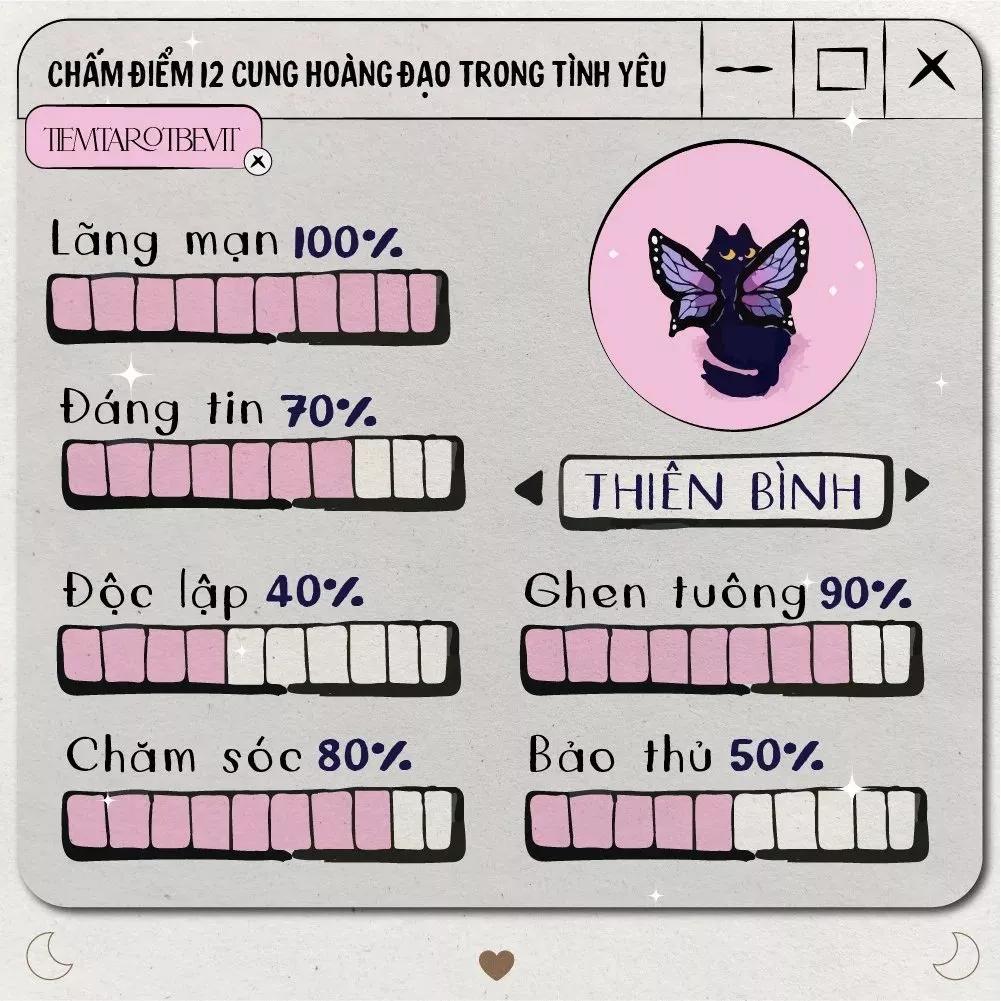 CHẤM ĐIỂM 12 CUNG HOÀNG ĐẠO TRONG TÌNH YÊU
TIEMTAROTBEVIT
Lãng mạn 100%
Đáng tin 70%
THIÊN BÌNH
Độc lập 40%
Ghen tuông 90%
Chăm sóc 80%
Bảo thủ 50%